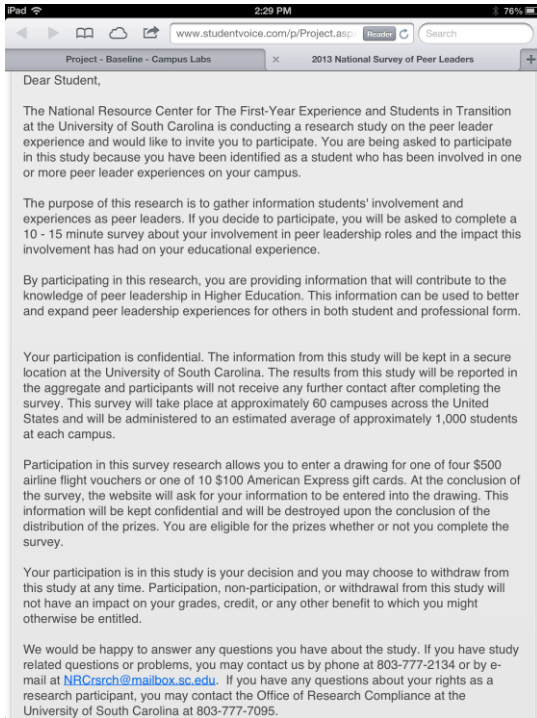 iPad 2:29 PM 76%
www.studentvoice.com/p/Project.asp Reader Search
Project - Baseline - Campus Labs × 2013 National Survey of Peer Leaders +
Dear Student,
The National Resource Center for The First-Year Experience and Students in Transition
at the University of South Carolina is conducting a research study on the peer leader
experience and would like to invite you to participate. You are being asked to participate
in this study because you have been identified as a student who has been involved in one
or more peer leader experiences on your campus.
The purpose of this research is to gather information students' involvement and
experiences as peer leaders. If you decide to participate, you will be asked to complete a
10 - 15 minute survey about your involvement in peer leadership roles and the impact this
involvement has had on your educational experience.
By participating in this research, you are providing information that will contribute to the
knowledge of peer leadership in Higher Education. This information can be used to better
and expand peer leadership experiences for others in both student and professional form.
Your participation is confidential. The information from this study will be kept in a secure
location at the University of South Carolina. The results from this study will be reported in
the aggregate and participants will not receive any further contact after completing the
survey. This survey will take place at approximately 60 campuses across the United
States and will be administered to an estimated average of approximately 1,000 students
at each campus.
Participation in this survey research allows you to enter a drawing for one of four $500
airline flight vouchers or one of 10 $100 American Express gift cards. At the conclusion of
the survey, the website will ask for your information to be entered into the drawing. This
information will be kept confidential and will be destroyed upon the conclusion of the
distribution of the prizes. You are eligible for the prizes whether or not you complete the
survey.
Your participation is in this study is your decision and you may choose to withdraw from
this study at any time. Participation, non-participation, or withdrawal from this study will
not have an impact on your grades, credit, or any other benefit to which you might
otherwise be entitled.
We would be happy to answer any questions you have about the study. If you have study
related questions or problems, you may contact us by phone at 803-777-2134 or by e-
mail at NRCrsrch@mailbox.sc.edu. If you have any questions about your rights as a
research participant, you may contact the Office of Research Compliance at the
University of South Carolina at 803-777-7095.